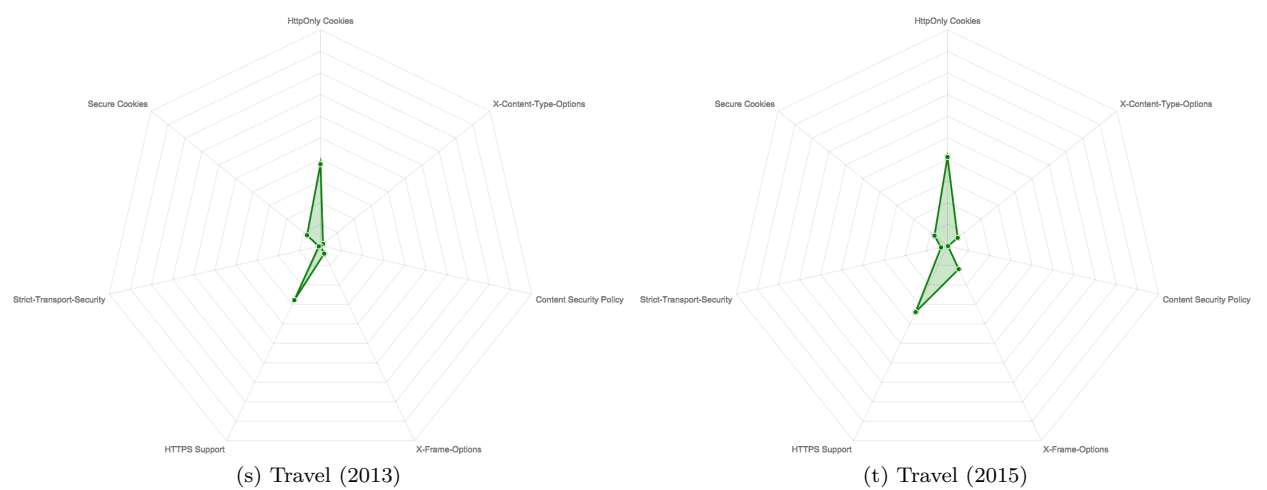 HttpOnly Cookies
X-Content-Type-Options
Content Security Policy
X-Frame-Options
HTTPS Support
Strict-Transport-Security
Secure Cookies
(s) Travel (2013)
HttpOnly Cookies
X-Content-Type-Options
Content Security Policy
X-Frame-Options
HTTPS Support
Strict-Transport-Security
Secure Cookies
(t) Travel (2015)